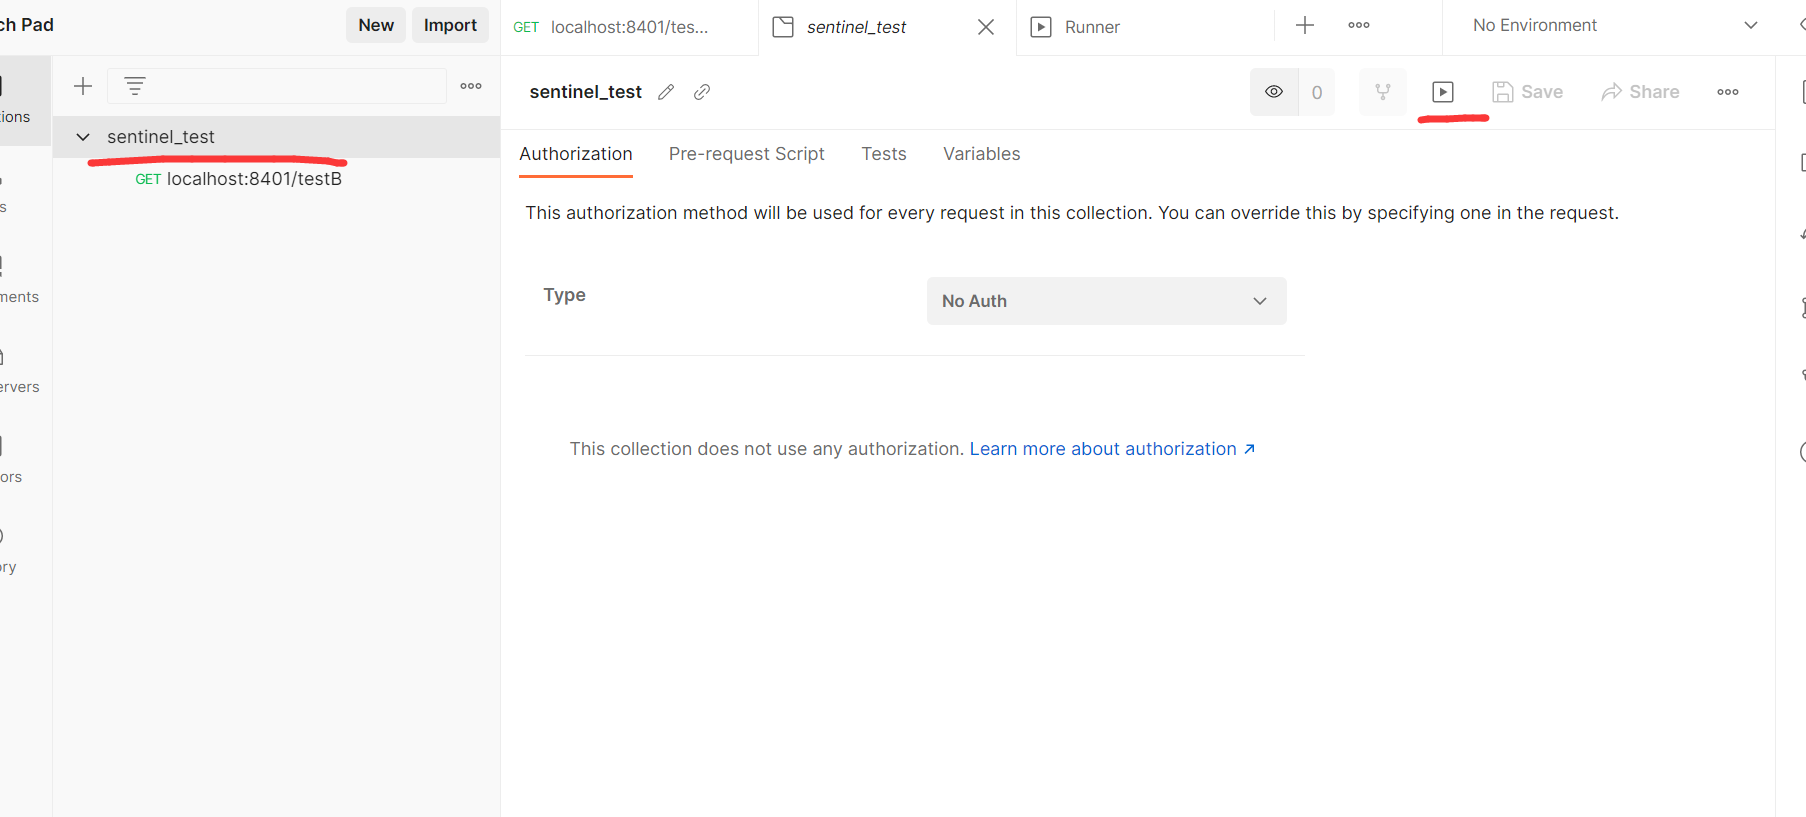 ch Pad
New
Import
GET localhost:8401/tes...
sentinel_test
Runner
No Environment
sentinel_test
0
Save
Share
tions
sentinel_test
GET localhost:8401/testB
s
ments
ervers
ors
ory
Authorization
Pre-request Script
Tests
Variables
This authorization method will be used for every request in this collection. You can override this by specifying one in the request.
Type
No Auth
This collection does not use any authorization. Learn more about authorization ↗